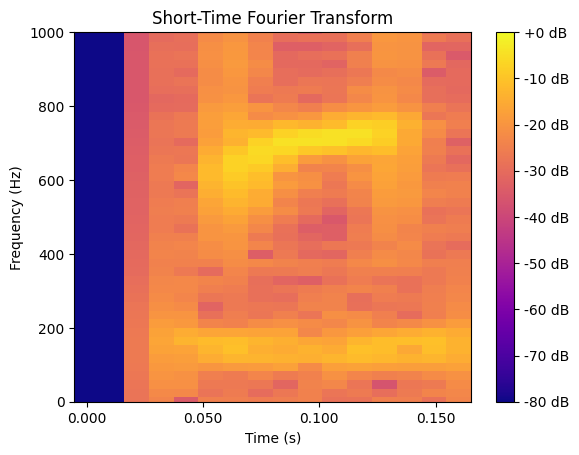 Short-Time Fourier Transform
1000
800
600
400
200
0
Frequency (Hz)
0.000
0.050
0.100
0.150
Time (s)
+0 dB
-10 dB
-20 dB
-30 dB
-40 dB
-50 dB
-60 dB
-70 dB
-80 dB